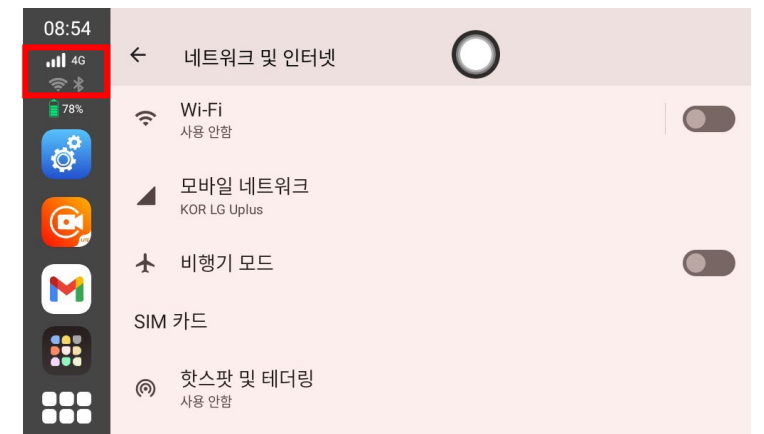 08:54
4G
78%
네트워크 및 인터넷
Wi-Fi
사용 안함
모바일 네트워크
KOR LG Uplus
비행기 모드
SIM 카드
핫스팟 및 테더링
사용 안함